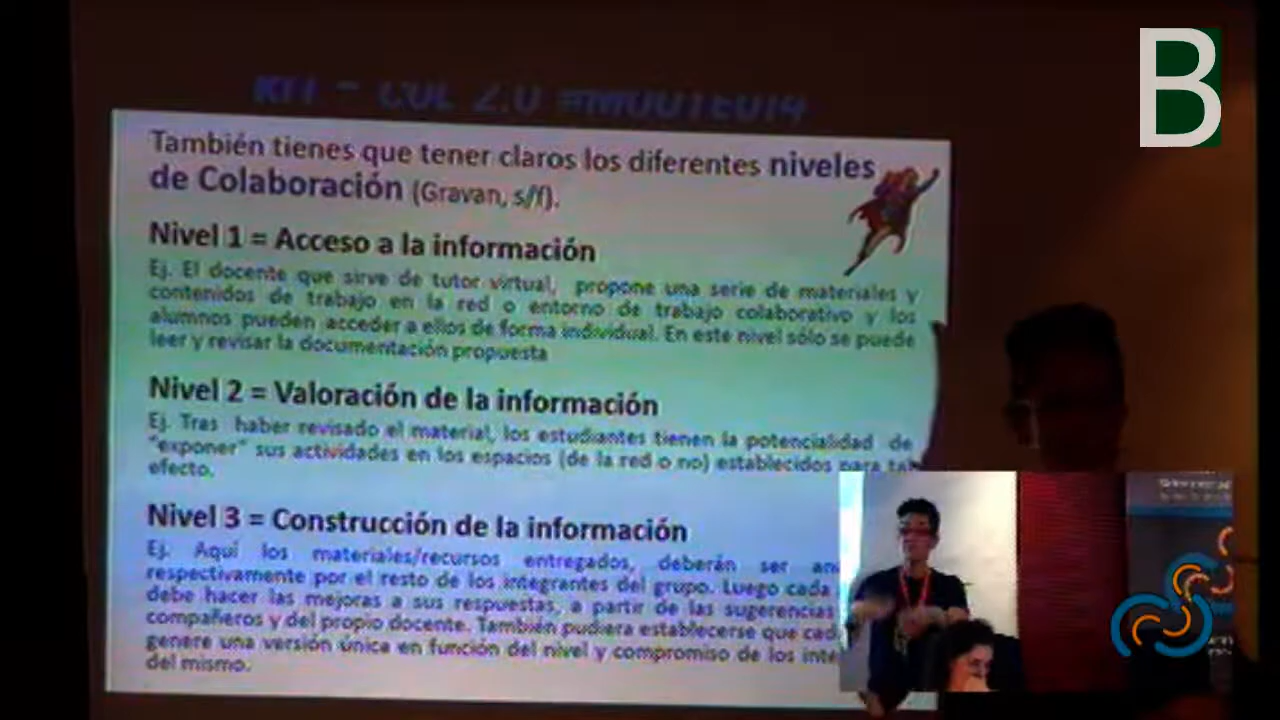 B
KIT - COL 2.0 =MOOTEU14
También tienes que tener claros los diferentes niveles
de Colaboración (Gravan, s/f).
Nivel 1 = Acceso a la información
Ej. El docente que sirve de tutor virtual, propone una serie de materiales y
contenidos de trabajo en la red o entorno de trabajo colaborativo y los
alumnos pueden acceder a ellos de forma individual. En este nivel sólo se puede
leer y revisar la documentación propuesta
Nivel 2 = Valoración de la información
Ej. Tras haber revisado el material, los estudiantes tienen la potencialidad de
"exponer" sus actividades en los espacios (de la red o no) establecidos para tal
efecto.
Nivel 3 = Construcción de la información
Ej. Aquí los materiales/recursos entregados, deberán ser
respectivamente por el resto de los integrantes del grupo. Luego cada
debe hacer las mejoras a sus respuestas, a partir de las sugerencias
compañeros y del propio docente. También pudiera establecerse que
genere una versión única en función del nivel y compromiso de los
del mismo.